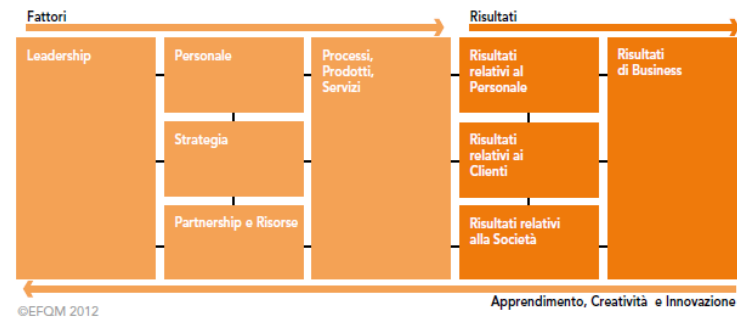 Fattori
Risultati
Leadership
Personale
Processi,
Prodotti,
Servizi
Risultati
relativi al
Personale
Risultati
di Business
Strategia
Risultati
relativi ai
Clienti
Partnership e Risorse
Risultati relativi
alla Società
Apprendimento, Creatività e Innovazione
©EFQM 2012